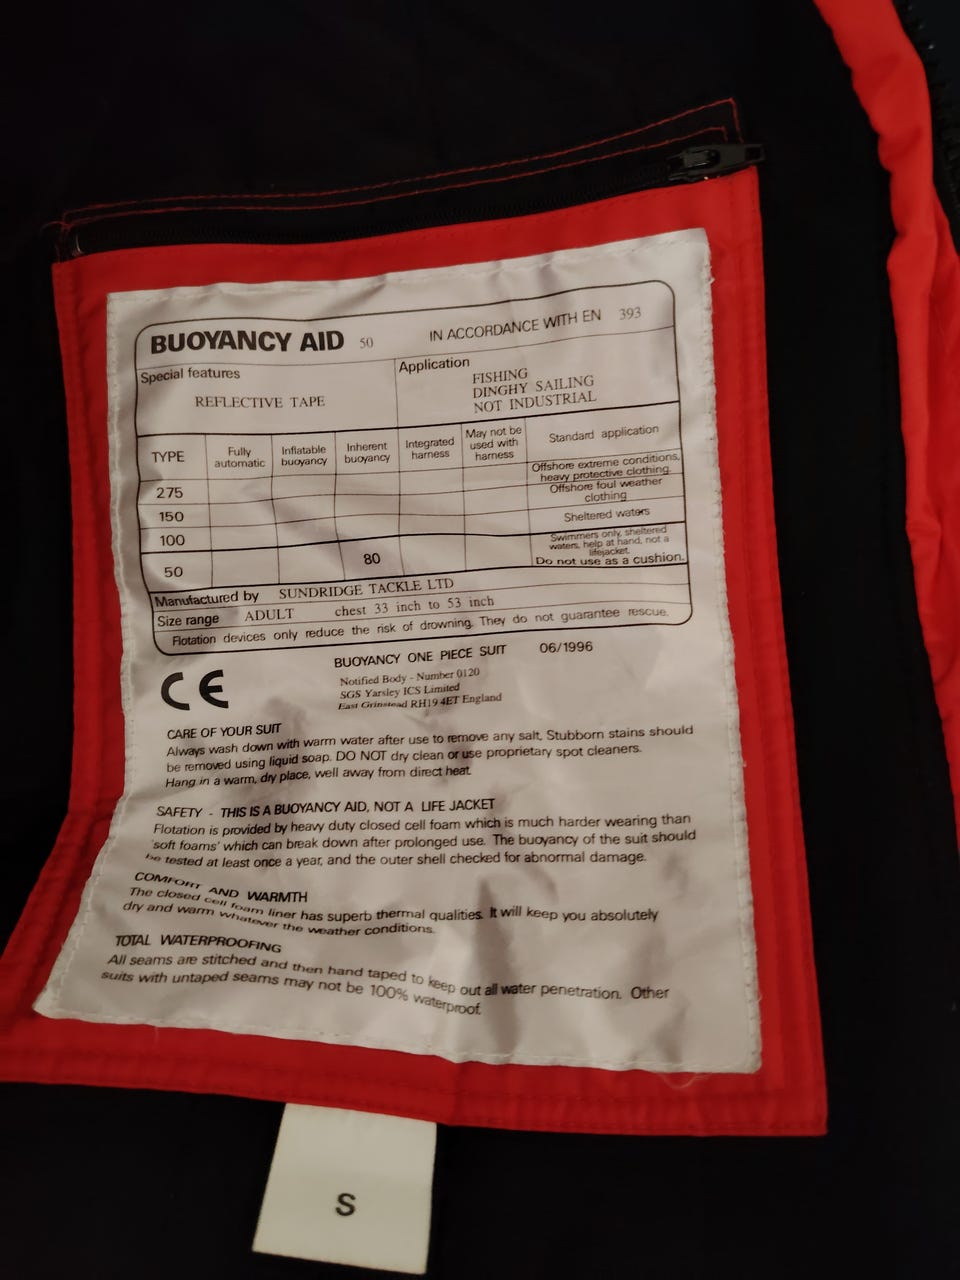 BUOYANCY AID 50 IN ACCORDANCE WITH EN 393
Special features
REFLECTIVE TAPE
Application
FISHING
DINGHY SAILING
NOT INDUSTRIAL
TYPE
Fully
automatic
Inflatable
buoyancy
Inherent
buoyancy
Integrated
harness
May not be
used with
harness
Standard application
275
Offshore extreme conditions,
heavy protective clothing.
150
Offshore foul weather
clothing
100
Sheltered waters
50
80
Swimmers only, sheltered
waters, help at hand, not a
lifejacket.
Do not use as a cushion.
Manufactured by SUNDRIDGE TACKLE LTD
Size range ADULT chest 33 inch to 53 inch
Flotation devices only reduce the risk of drowning. They do not guarantee rescue.
CE
BUOYANCY ONE PIECE SUIT 06/1996
Notified Body - Number 0120
SGS Yarsley ICS Limited
East Grinstead RH19 4ET England
CARE OF YOUR SUIT
Always wash down with warm water after use to remove any salt. Stubborn stains should
be removed using liquid soap. DO NOT dry clean or use proprietary spot cleaners.
Hang in a warm, dry place, well away from direct heat.
SAFETY - THIS IS A BUOYANCY AID, NOT A LIFE JACKET
Flotation is provided by heavy duty closed cell foam which is much harder wearing than
'soft foams' which can break down after prolonged use. The buoyancy of the suit should
be tested at least once a year, and the outer shell checked for abnormal damage.
COMFORT AND WARMTH
The closed cell foam liner has superb thermal qualities. It will keep you absolutely
dry and warm whatever the weather conditions.
TOTAL WATERPROOFING
All seams are stitched and then hand taped to keep out all water penetration. Other
suits with untaped seams may not be 100% waterproof.
S